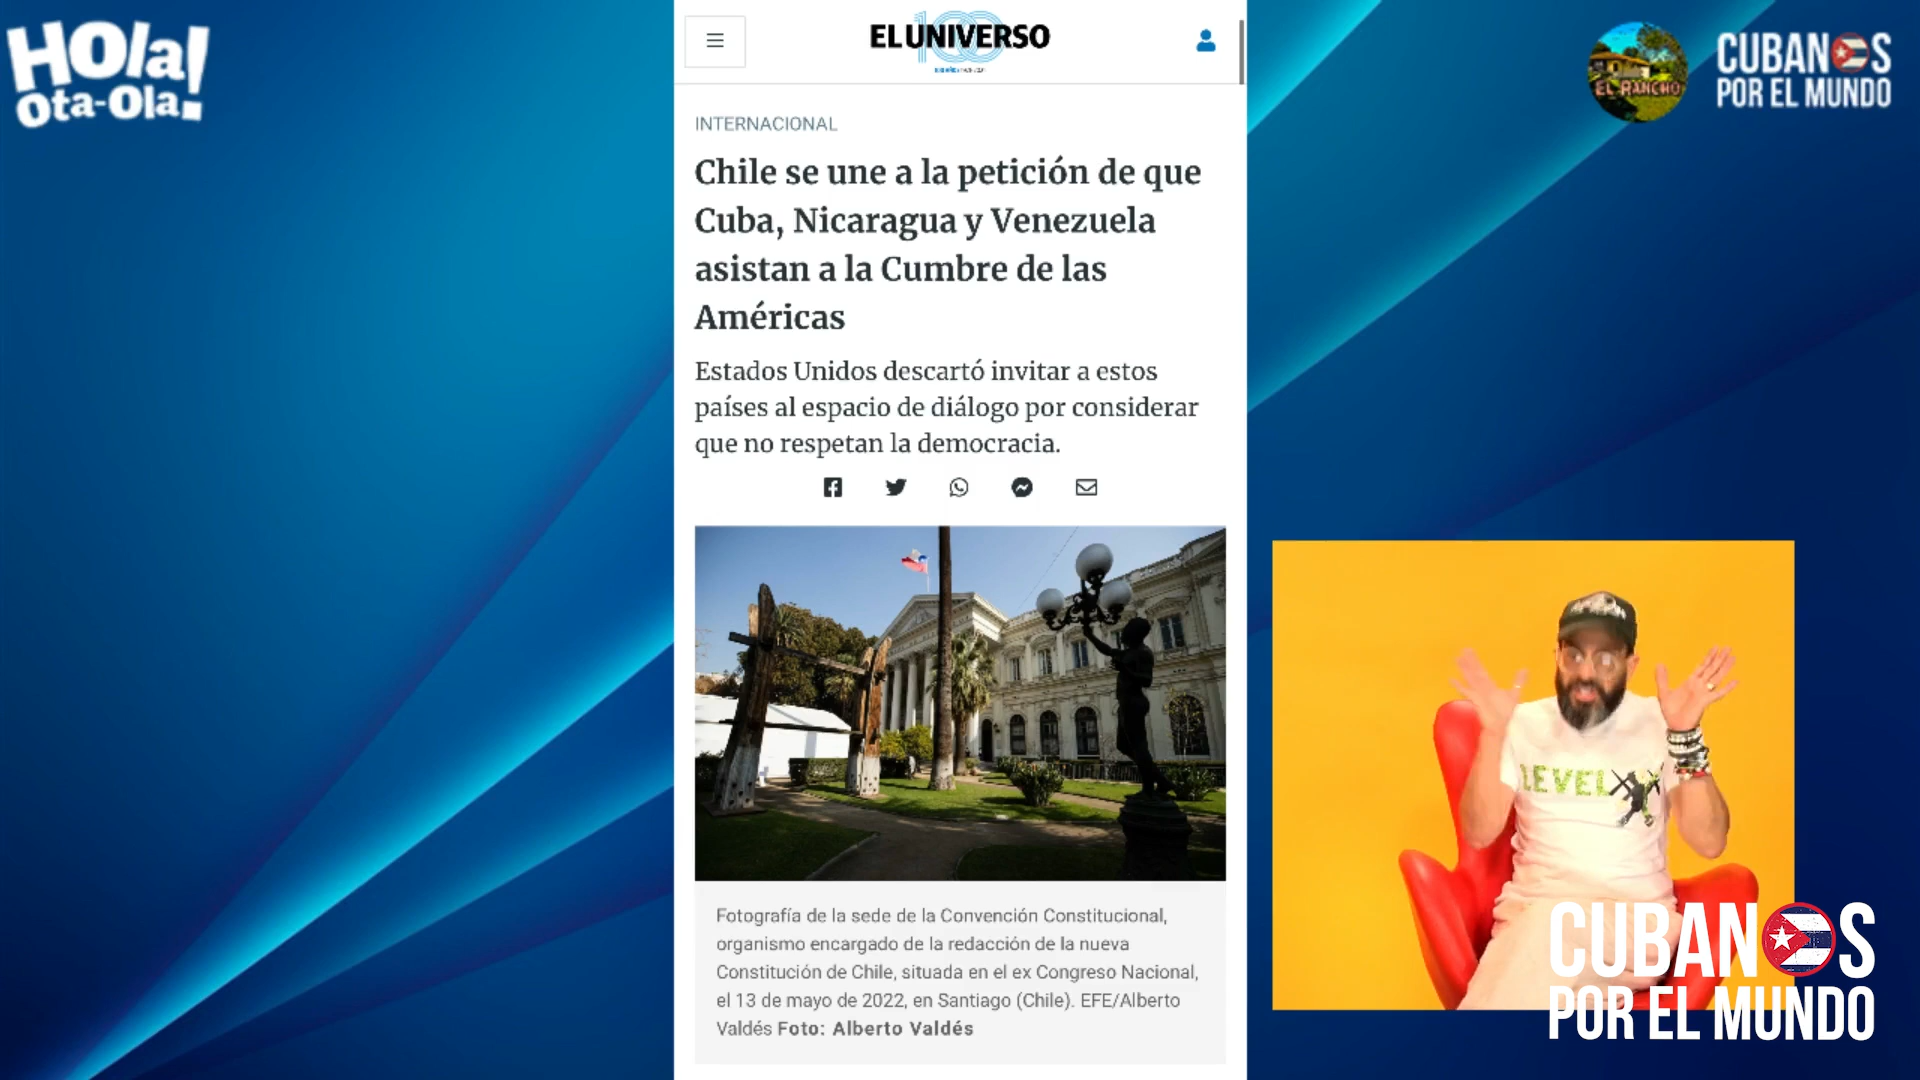 HOla!
Ota-Ola!
EL UNIVERSO
EL RANCHO
CUBANOS
POR EL MUNDO
INTERNACIONAL
Chile se une a la petición de que
Cuba, Nicaragua y Venezuela
asistan a la Cumbre de las
Américas
Estados Unidos descartó invitar a estos
países al espacio de diálogo por considerar
que no respetan la democracia.
Fotografía de la sede de la Convención Constitucional,
organismo encargado de la redacción de la nueva
Constitución de Chile, situada en el ex Congreso Nacional,
el 13 de mayo de 2022, en Santiago (Chile). EFE/Alberto
Valdés Foto: Alberto Valdés
LEVEL
CUBANOS
POR EL MUNDO